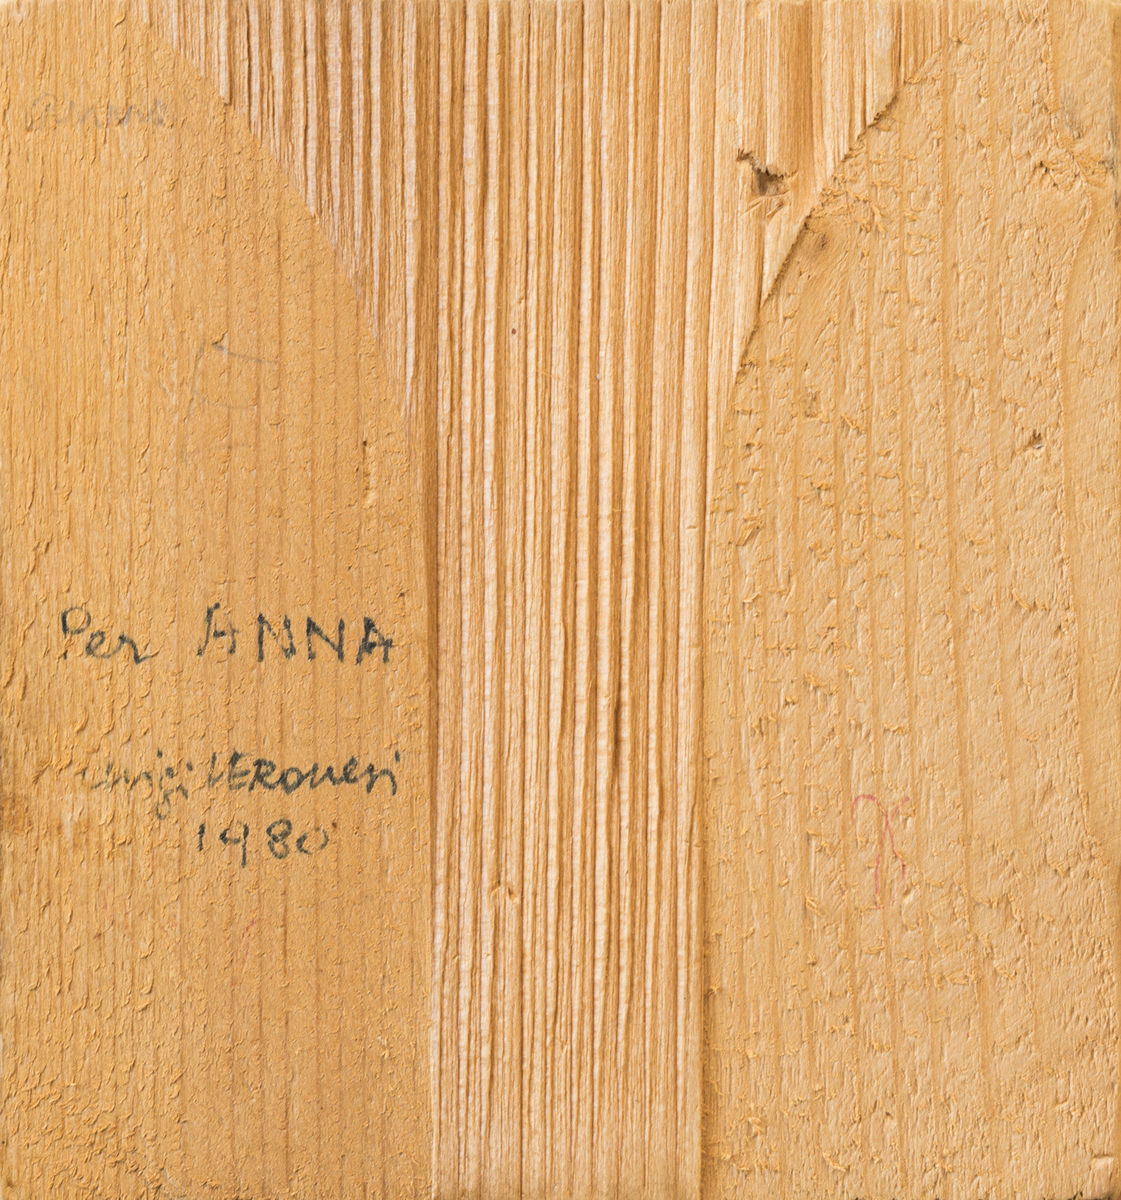 Per ANNA
Luigi VERONESI
1980